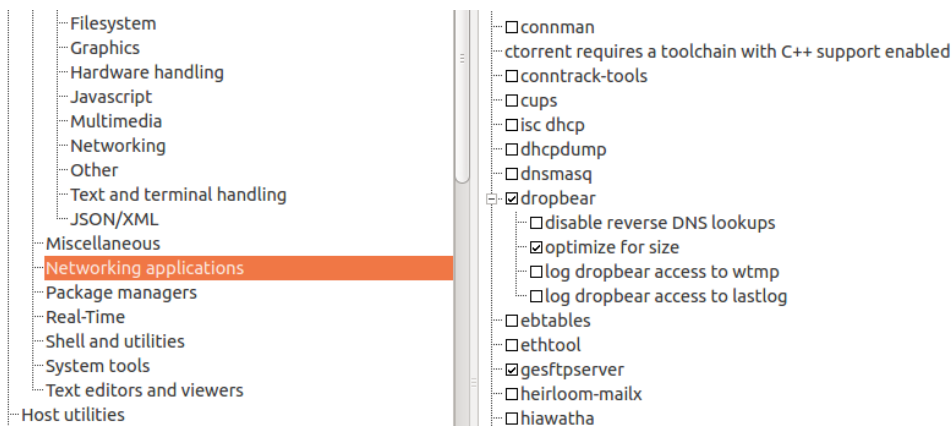 Filesystem
Graphics
Hardware handling
Javascript
Multimedia
Networking
Other
Text and terminal handling
JSON/XML
Miscellaneous
Networking applications
Package managers
Real-Time
Shell and utilities
System tools
Text editors and viewers
Host utilities
connman
ctorrent requires a toolchain with C++ support enabled
conntrack-tools
cups
isc dhcp
dhcpdump
dnsmasq
dropbear
disable reverse DNS lookups
optimize for size
log dropbear access to wtmp
log dropbear access to lastlog
ebtables
ethtool
gesftpserver
heirloom-mailx
hiawatha